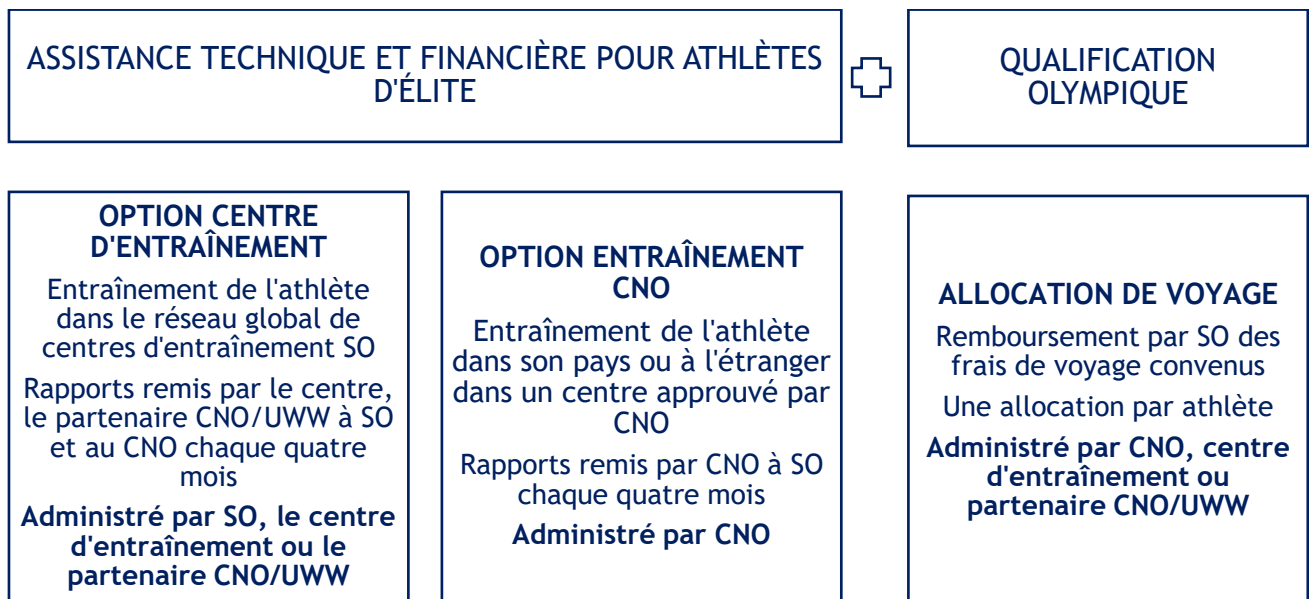 ASSISTANCE TECHNIQUE ET FINANCIÈRE POUR ATHLÈTES
D'ÉLITE
QUALIFICATION
OLYMPIQUE
OPTION CENTRE
D'ENTRAÎNEMENT
Entraînement de l'athlète
dans le réseau global de
centres d'entraînement SO
Rapports remis par le centre,
le partenaire CNO/UWW à SO
et au CNO chaque quatre
mois
Administré par SO, le centre
d'entraînement ou le
partenaire CNO/UWW
OPTION ENTRAÎNEMENT
CNO
Entraînement de l'athlète
dans son pays ou à l'étranger
dans un centre approuvé par
CNO
Rapports remis par CNO à SO
chaque quatre mois
Administré par CNO
ALLOCATION DE VOYAGE
Remboursement par SO des
frais de voyage convenus
Une allocation par athlète
Administré par CNO, centre
d'entraînement ou
partenaire CNO/UWW